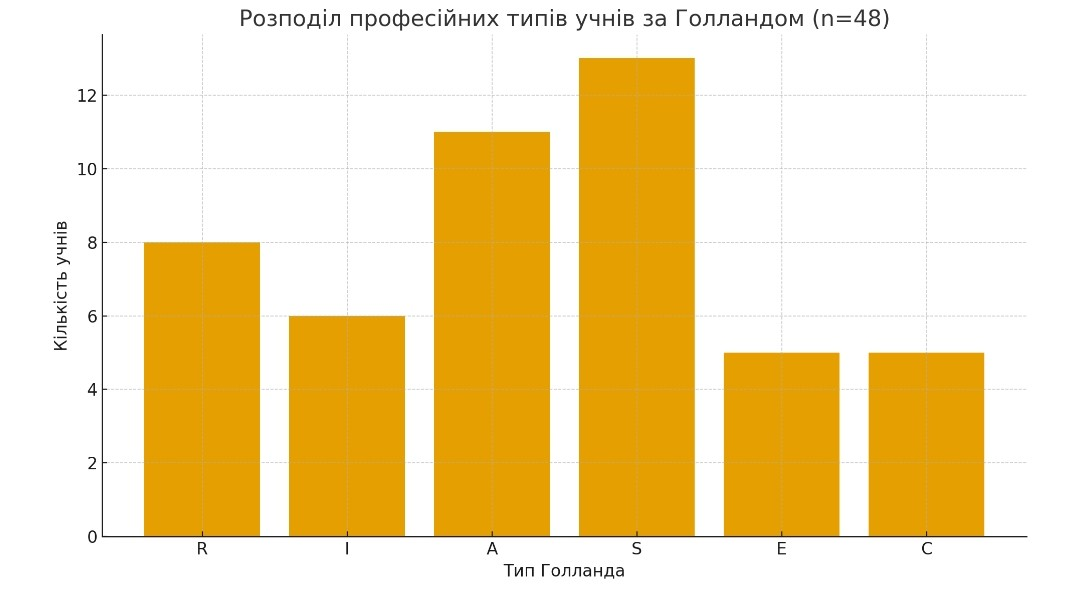 Розподіл професійних типів учнів за Голландом (n=48)
Кількість учнів
12
10
8
6
4
2
0
R I A S E C
Тип Голланда